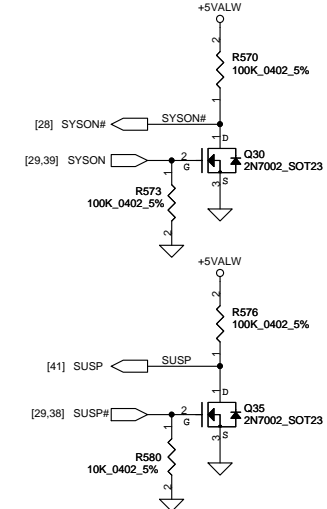 +5VALW
2
R570
100K_0402_5%
1
[28] SYSON# SYSON#
1 D
Q30
2N7002_SOT23
[29,39] SYSON 2 G
1
3 S
R573
100K_0402_5%
2
+5VALW
2
R576
100K_0402_5%
1
[41] SUSP SUSP
1 D
Q35
2N7002_SOT23
[29,38] SUSP# 2 G
1
3 S
R580
10K_0402_5%
2